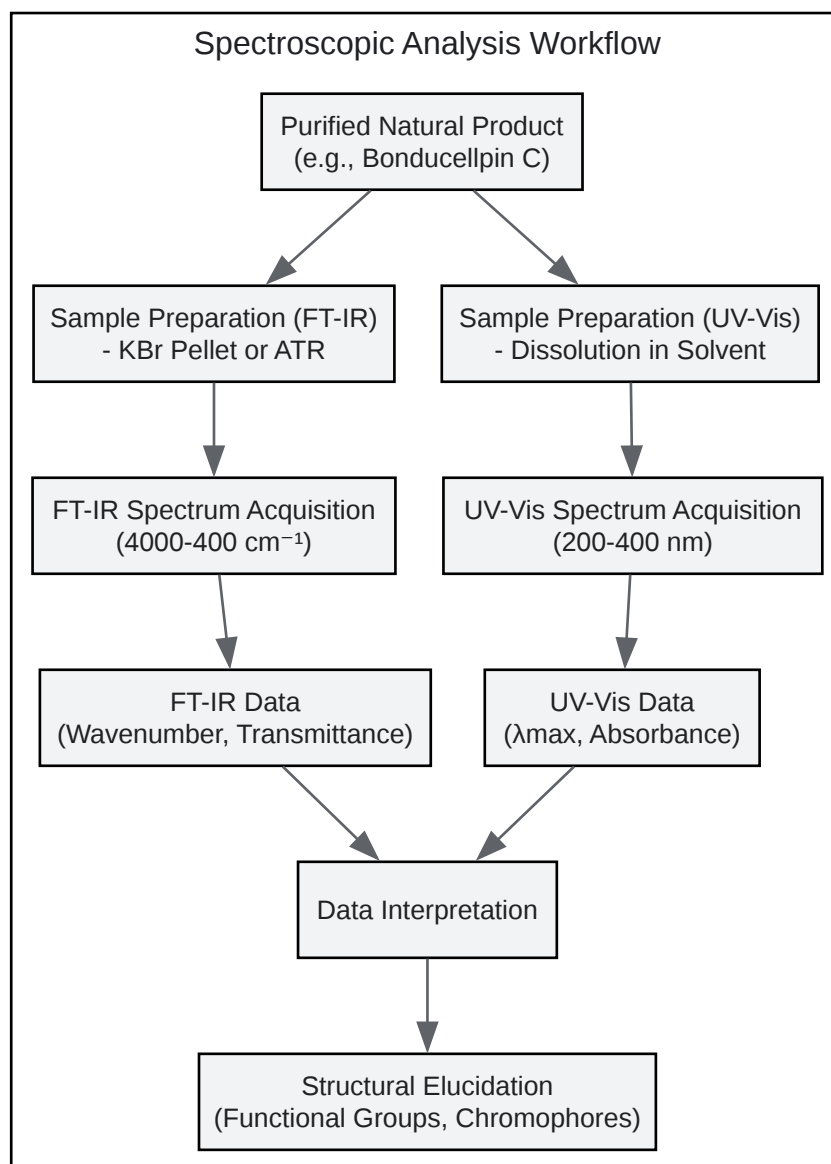 Spectroscopic Analysis Workflow
Purified Natural Product
(e.g., Bonducellpin C)
Sample Preparation (FT-IR)
- KBr Pellet or ATR
Sample Preparation (UV-Vis)
- Dissolution in Solvent
FT-IR Spectrum Acquisition
(4000-400 cm⁻¹)
UV-Vis Spectrum Acquisition
(200-400 nm)
FT-IR Data
(Wavenumber, Transmittance)
UV-Vis Data
(λmax, Absorbance)
Data Interpretation
Structural Elucidation
(Functional Groups, Chromophores)